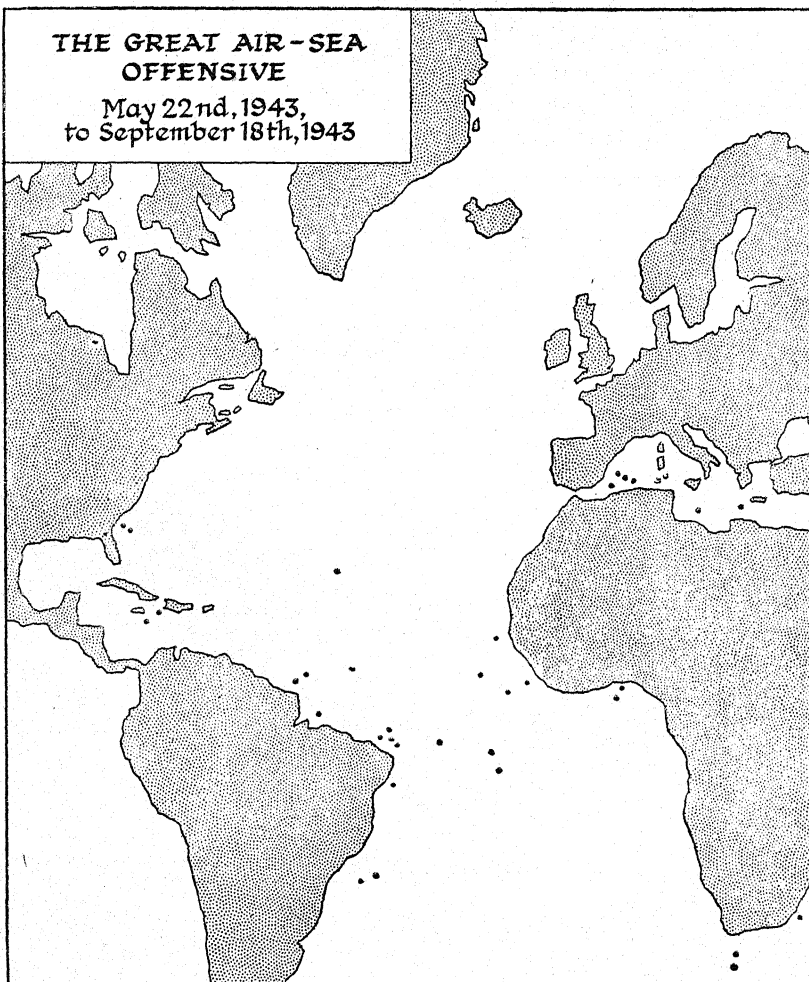 THE GREAT AIR-SEA
OFFENSIVE
May 22nd, 1943,
to September 18th, 1943